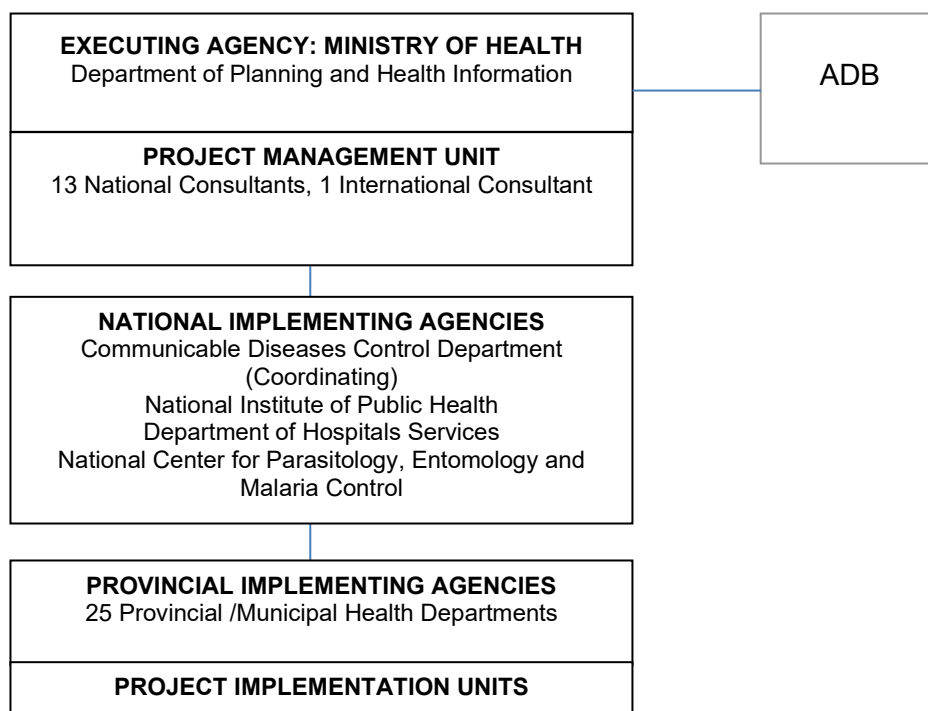 EXECUTING AGENCY: MINISTRY OF HEALTH
Department of Planning and Health Information
ADB
PROJECT MANAGEMENT UNIT
13 National Consultants, 1 International Consultant
NATIONAL IMPLEMENTING AGENCIES
Communicable Diseases Control Department
(Coordinating)
National Institute of Public Health
Department of Hospitals Services
National Center for Parasitology, Entomology and
Malaria Control
PROVINCIAL IMPLEMENTING AGENCIES
25 Provincial /Municipal Health Departments
PROJECT IMPLEMENTATION UNITS